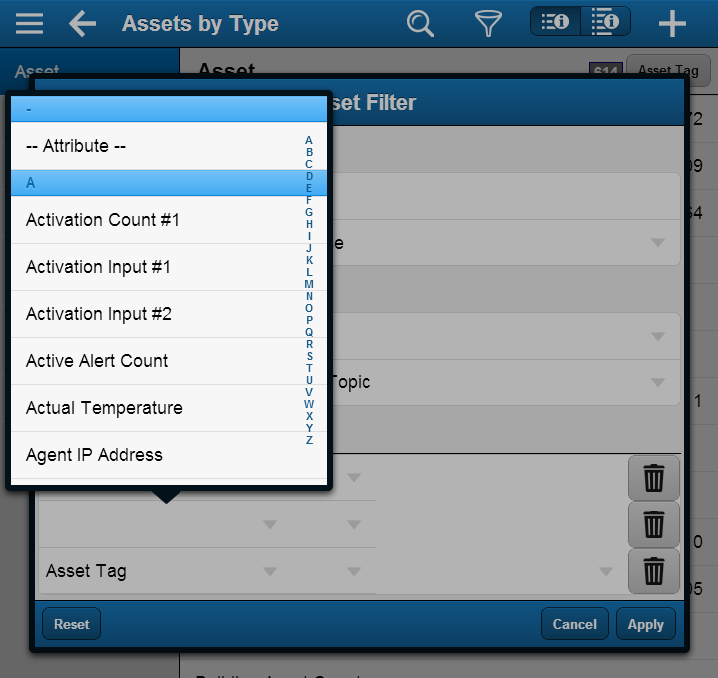 Assets by Type
Asset
Asset
614
Asset Tag
set Filter
-
-- Attribute --
A
Activation Count #1
Activation Input #1
Activation Input #2
Active Alert Count
Actual Temperature
Agent IP Address
A
B
C
D
E
F
G
H
I
J
K
L
M
N
O
P
Q
R
S
T
U
V
W
X
Y
Z
e
Topic
Asset Tag
72
09
64
1
0
05
Reset
Cancel
Apply